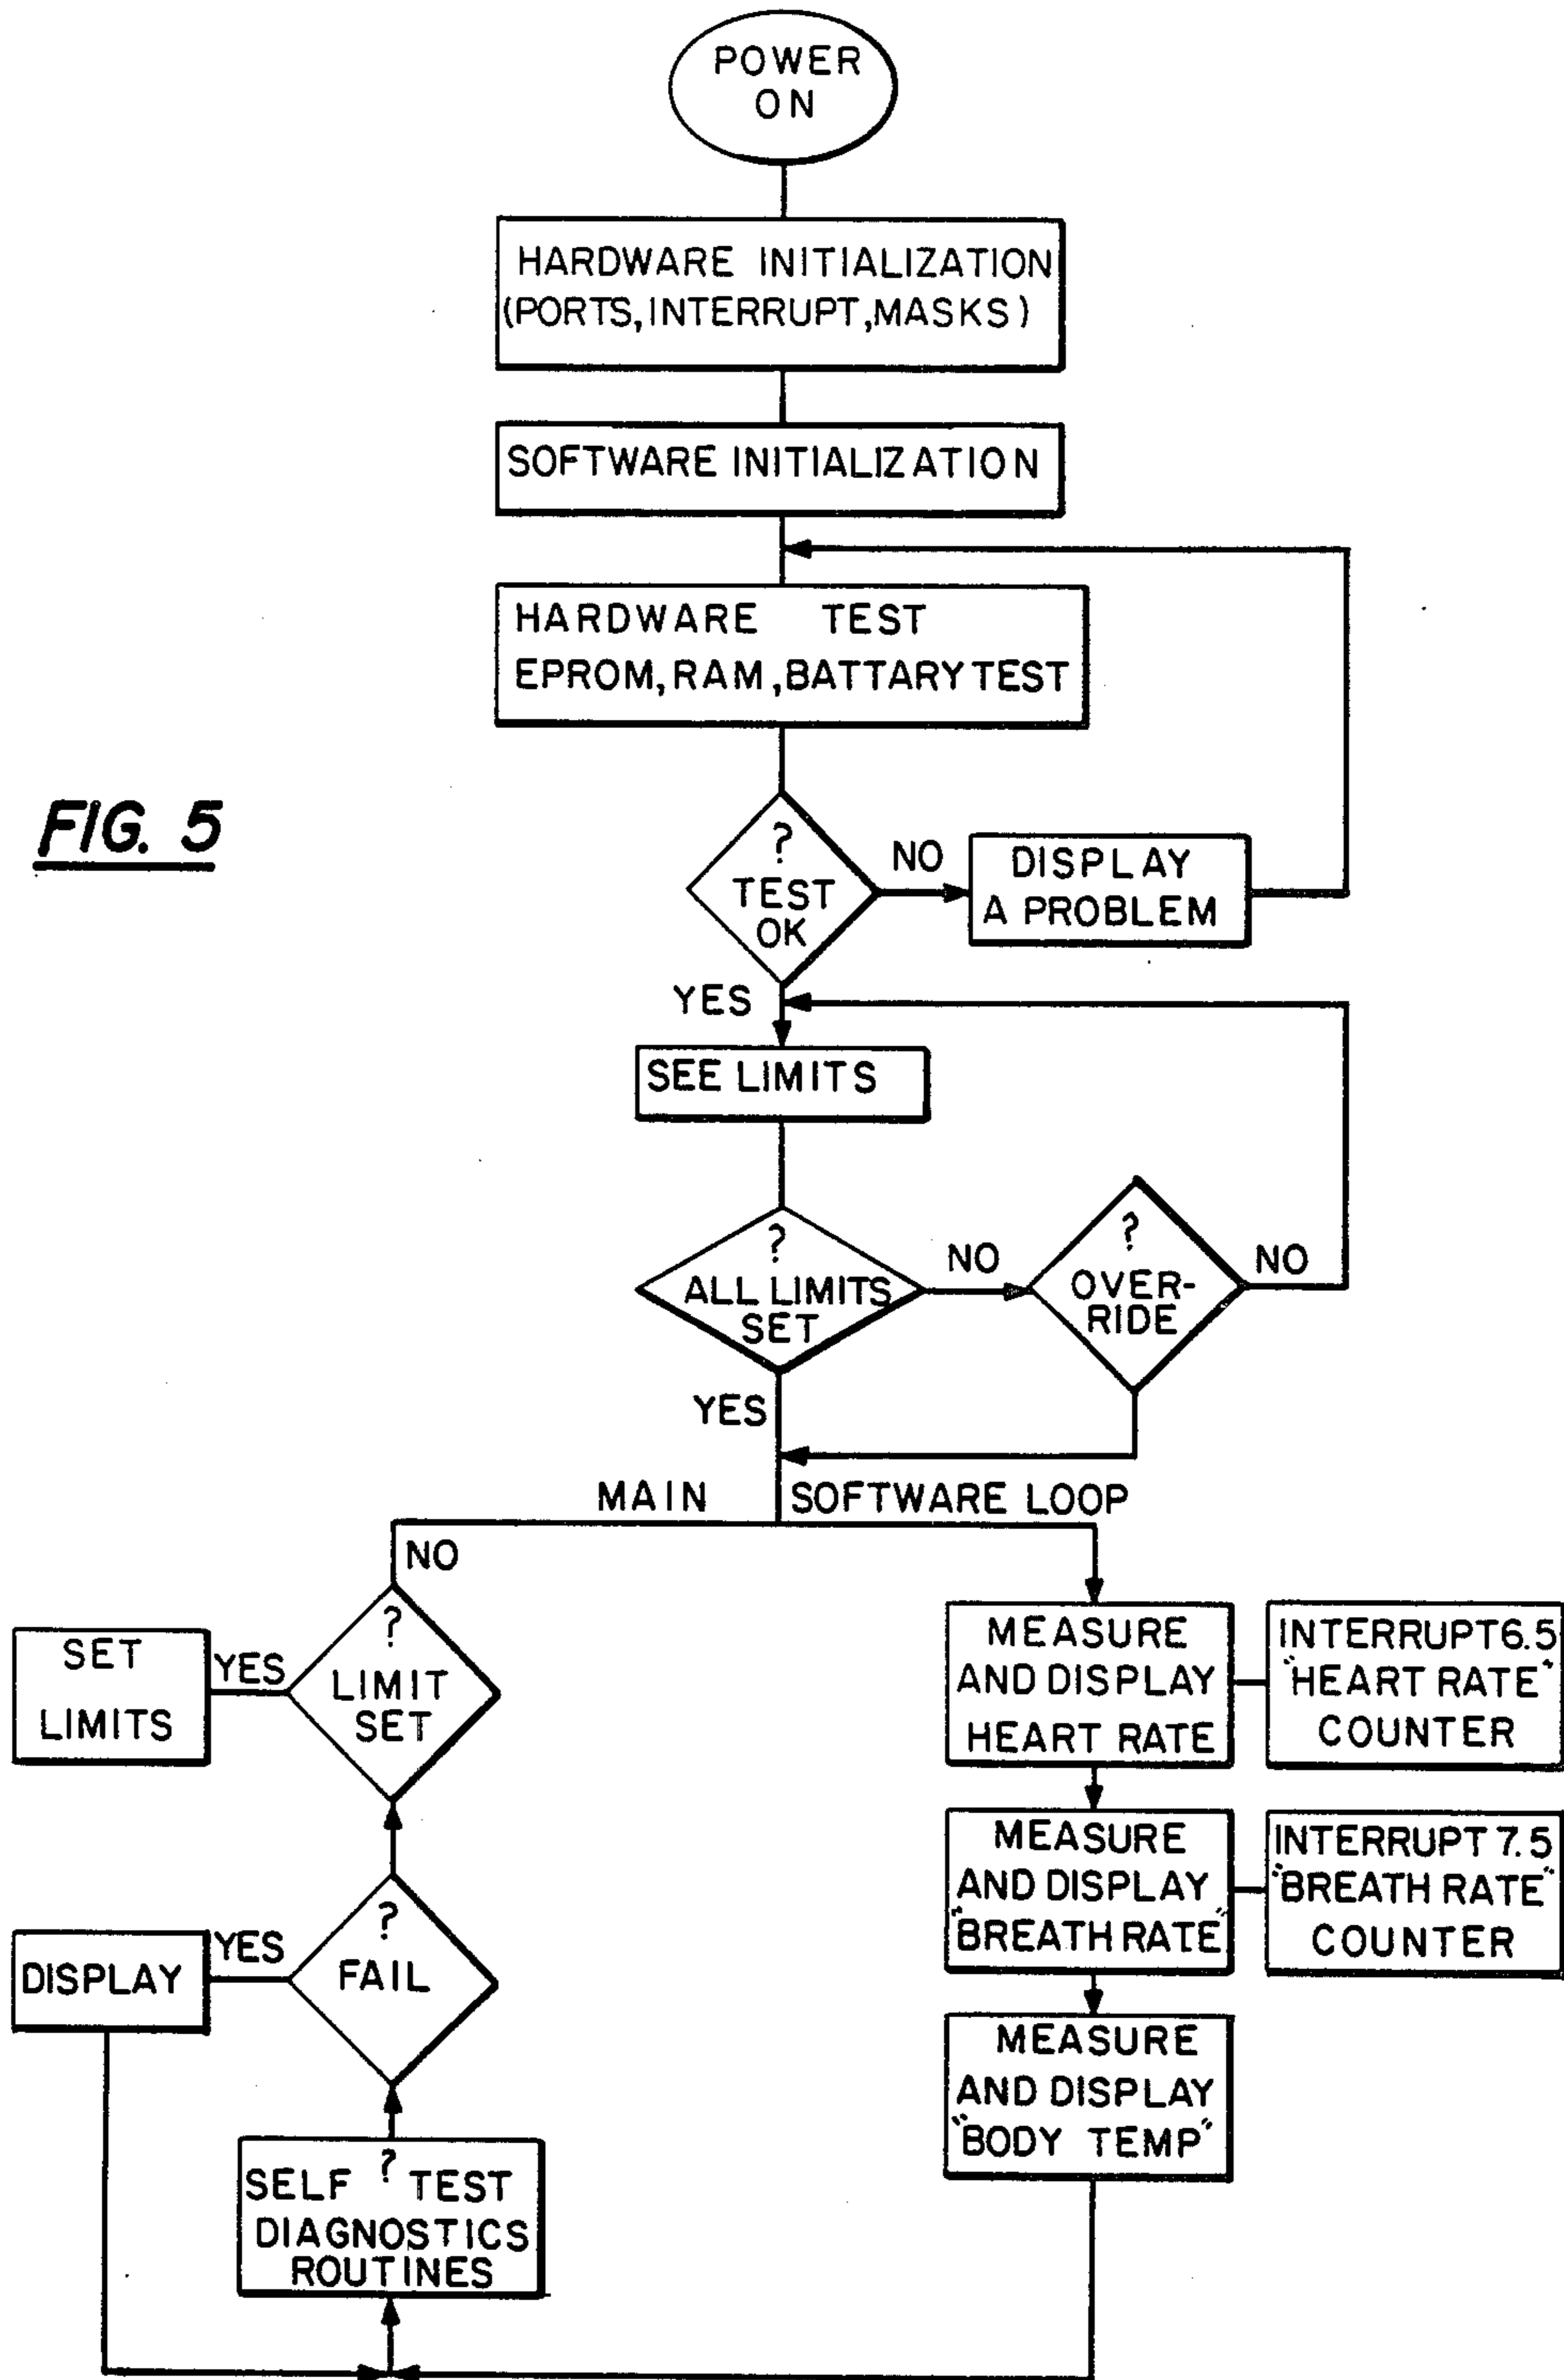 POWER
ON
HARDWARE INITIALIZATION
(PORTS, INTERRUPT, MASKS)
SOFTWARE INITIALIZATION
HARDWARE TEST
EPROM, RAM, BATTARY TEST
FIG. 5
?
TEST
OK
NO
DISPLAY
A PROBLEM
YES
SEE LIMITS
?
ALL LIMITS
SET
NO
?
OVER-
RIDE
NO
YES
MAIN SOFTWARE LOOP
NO
?
LIMIT
SET
YES
SET
LIMITS
MEASURE
AND DISPLAY
HEART RATE
INTERRUPT 6.5
"HEART RATE"
COUNTER
MEASURE
AND DISPLAY
"BREATH RATE"
INTERRUPT 7.5
"BREATH RATE"
COUNTER
?
FAIL
YES
DISPLAY
MEASURE
AND DISPLAY
"BODY TEMP"
SELF ? TEST
DIAGNOSTICS
ROUTINES